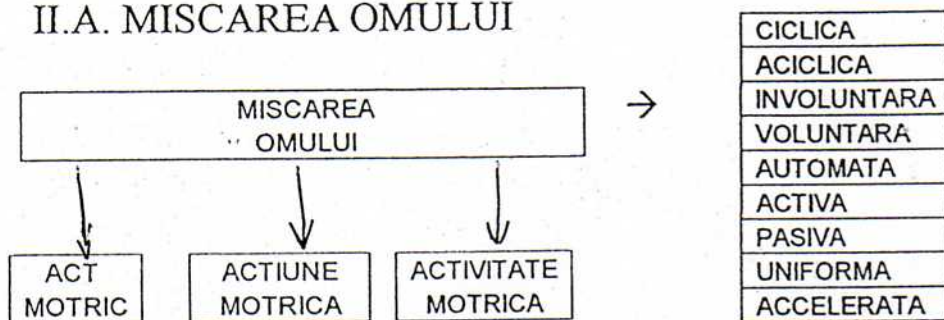 II.A. MISCAREA OMULUI
MISCAREA
OMULUI
→
ACT
MOTRIC
ACTIUNE
MOTRICA
ACTIVITATE
MOTRICA
CICLICA
ACICLICA
INVOLUNTARA
VOLUNTARA
AUTOMATA
ACTIVA
PASIVA
UNIFORMA
ACCELERATA